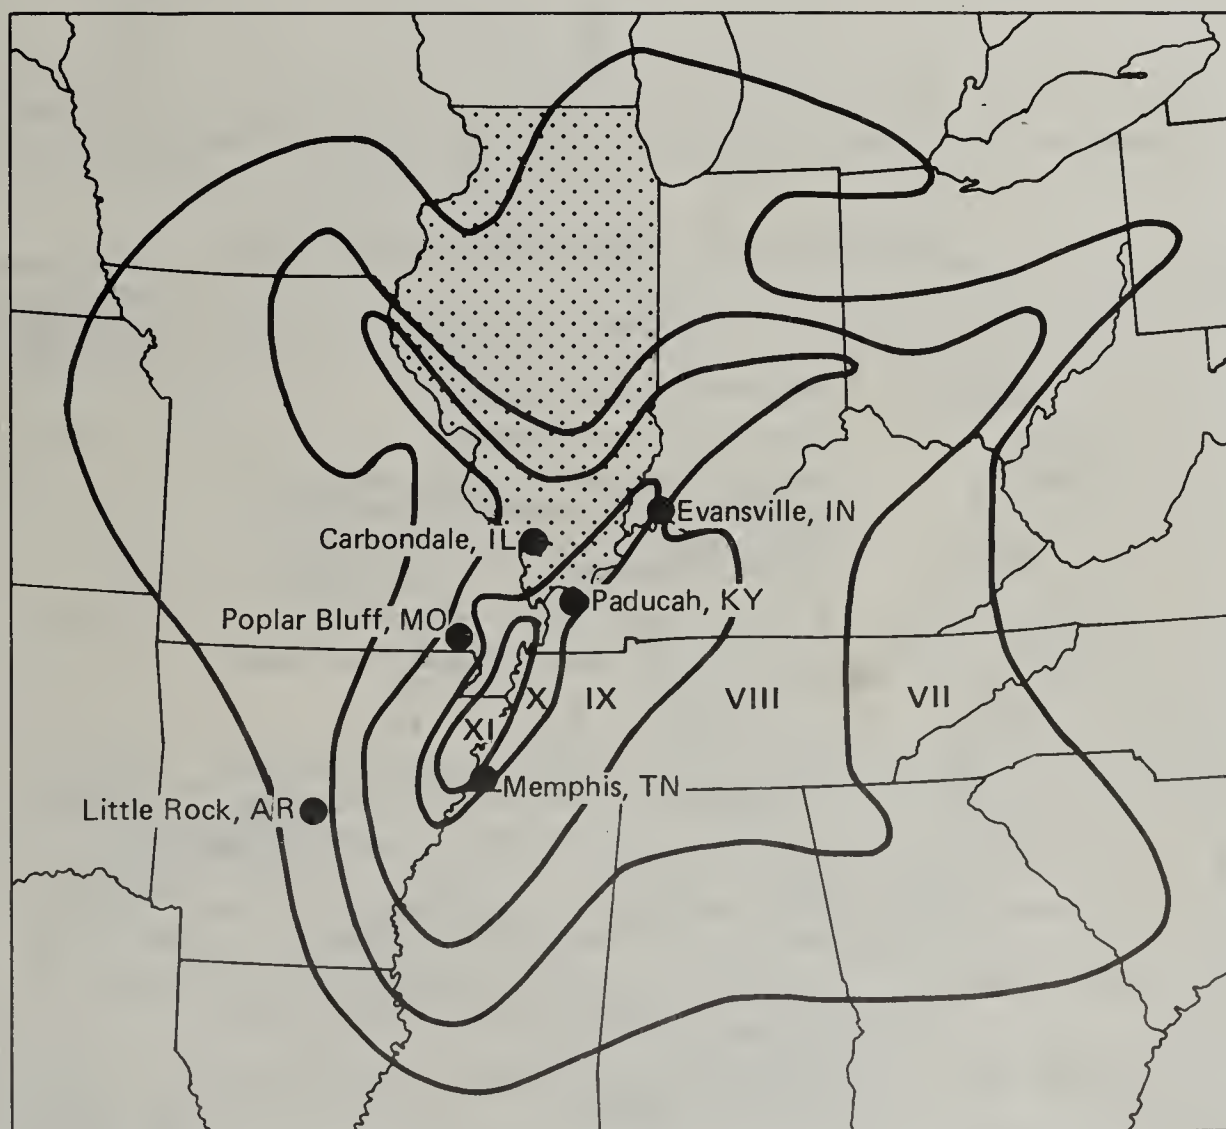 Evansville, IN
Carbondale, IL
Paducah, KY
Poplar Bluff, MO
X IX VIII VII
XI
Memphis, TN
Little Rock, AR